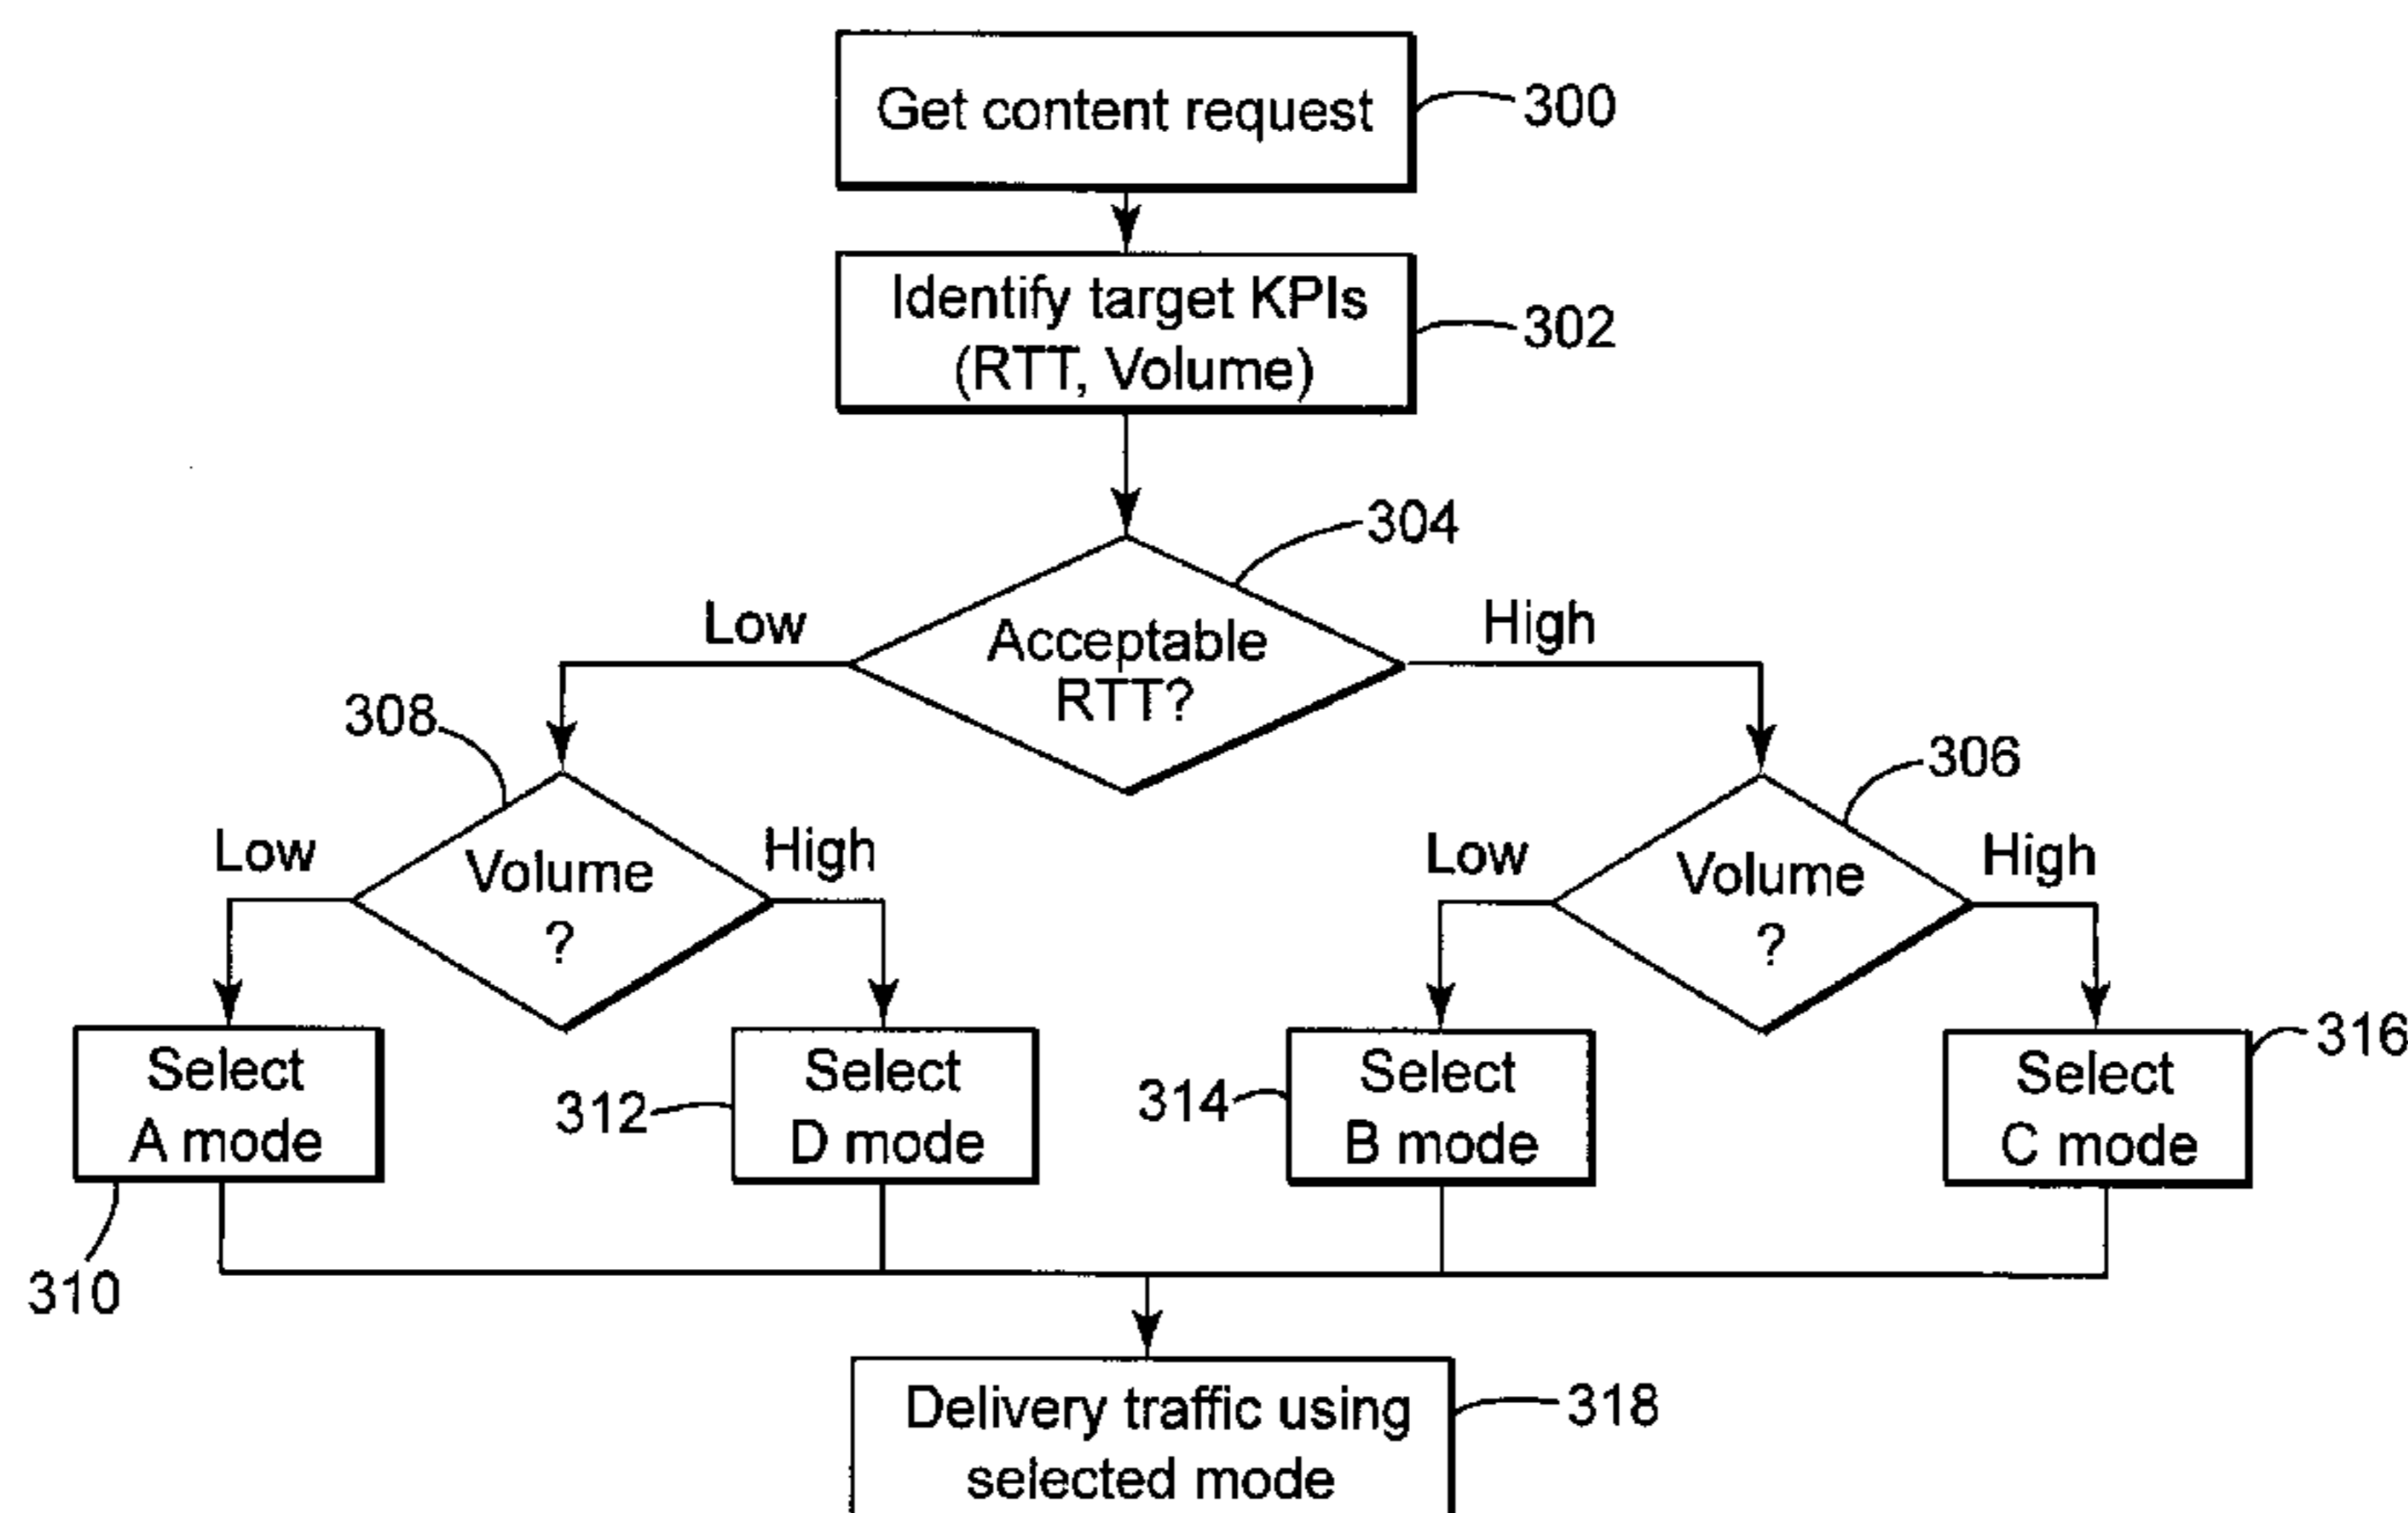 Get content request
300
Identify target KPIs
(RTT, Volume)
302
304
Low
Acceptable
RTT?
High
308
306
Low
Volume
?
High
Low
Volume
?
High
Select
A mode
310
312
Select
D mode
314
Select
B mode
Select
C mode
316
Delivery traffic using
selected mode
318